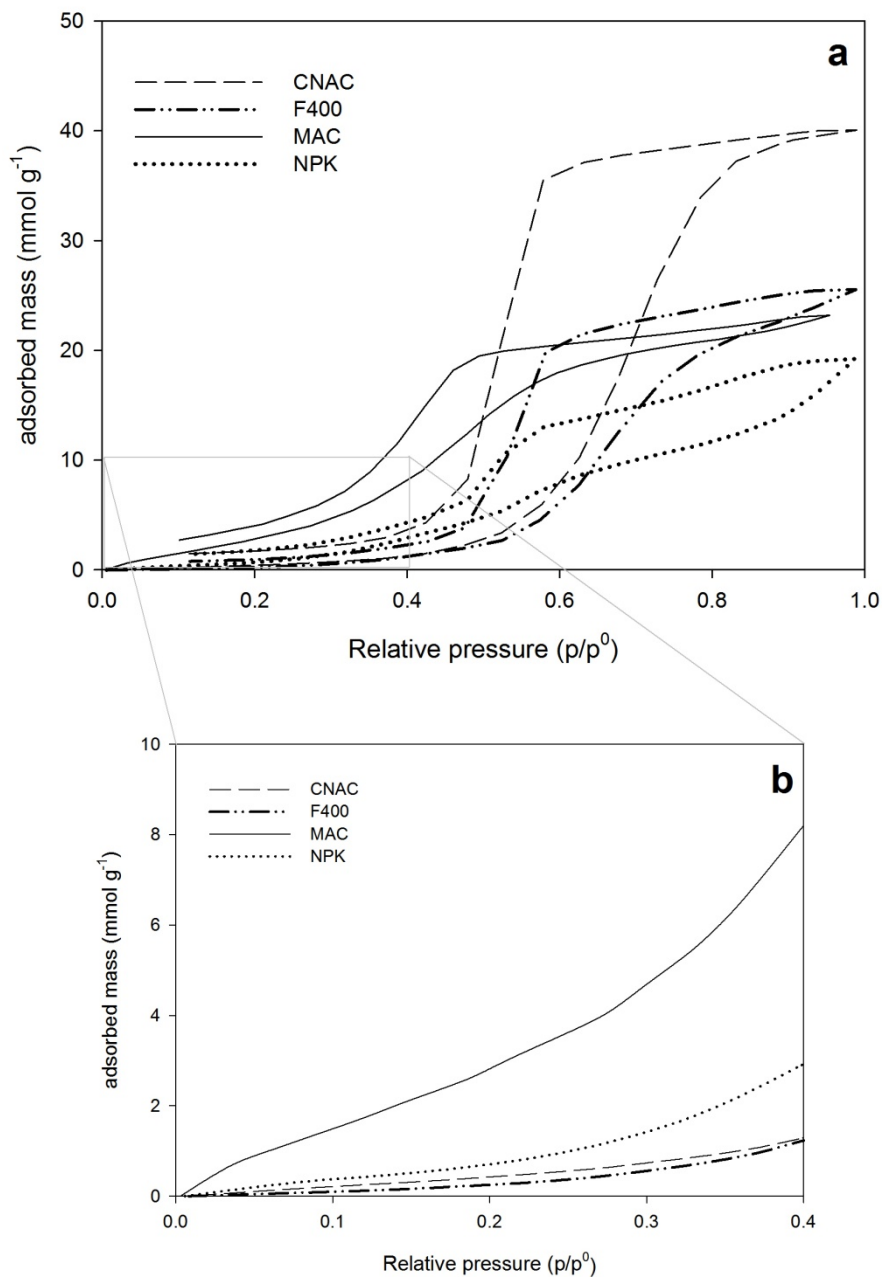 a
50
40
30
20
10
0
adsorbed mass (mmol g⁻¹)
CNAC
F400
MAC
NPK
0.0 0.2 0.4 0.6 0.8 1.0
Relative pressure (p/p⁰)
b
10
8
6
4
2
0
adsorbed mass (mmol g⁻¹)
CNAC
F400
MAC
NPK
0.0 0.1 0.2 0.3 0.4
Relative pressure (p/p⁰)